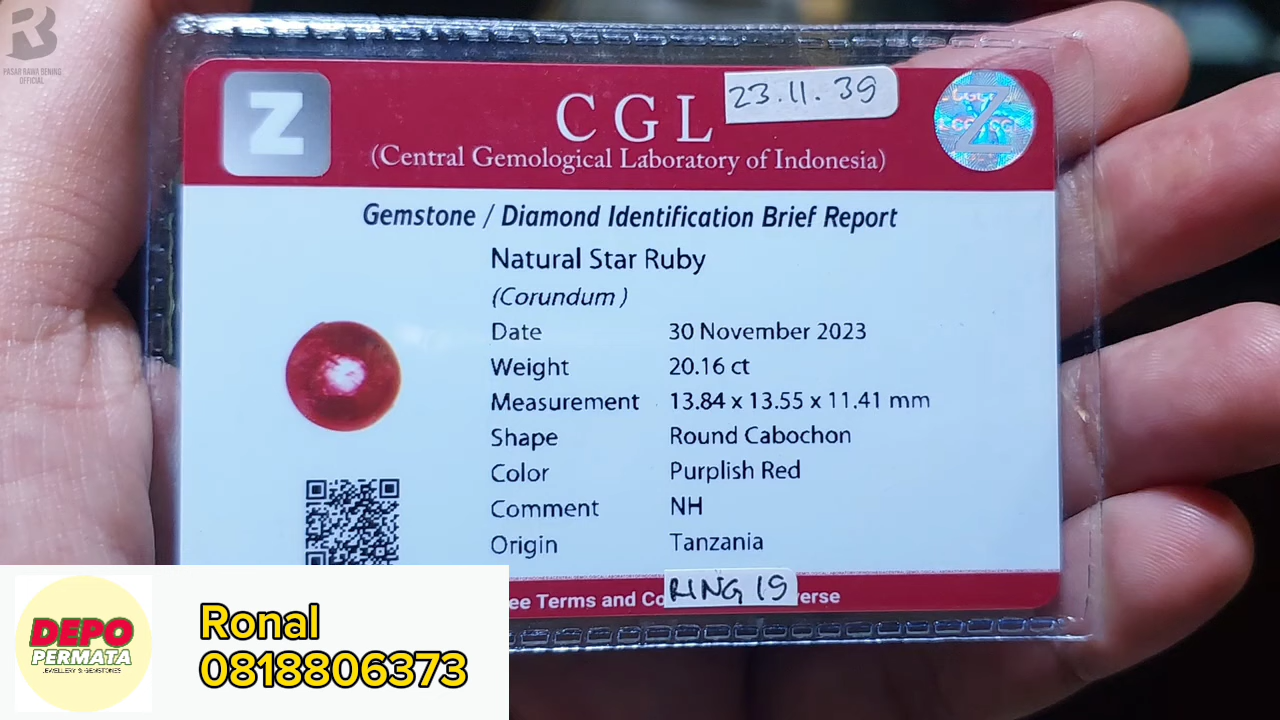 RB
PASAR RAWA BENING
OFFICIAL
Z
CGL
23.11.39
(Central Gemological Laboratory of Indonesia)
Gemstone / Diamond Identification Brief Report
Natural Star Ruby
(Corundum)
Date 30 November 2023
Weight 20.16 ct
Measurement 13.84 x 13.55 x 11.41 mm
Shape Round Cabochon
Color Purplish Red
Comment NH
Origin Tanzania
ee Terms and Co
RING 19
erse
DEPO
PERMATA
JEWELLERY & GEMSTONES
Ronal
0818806373